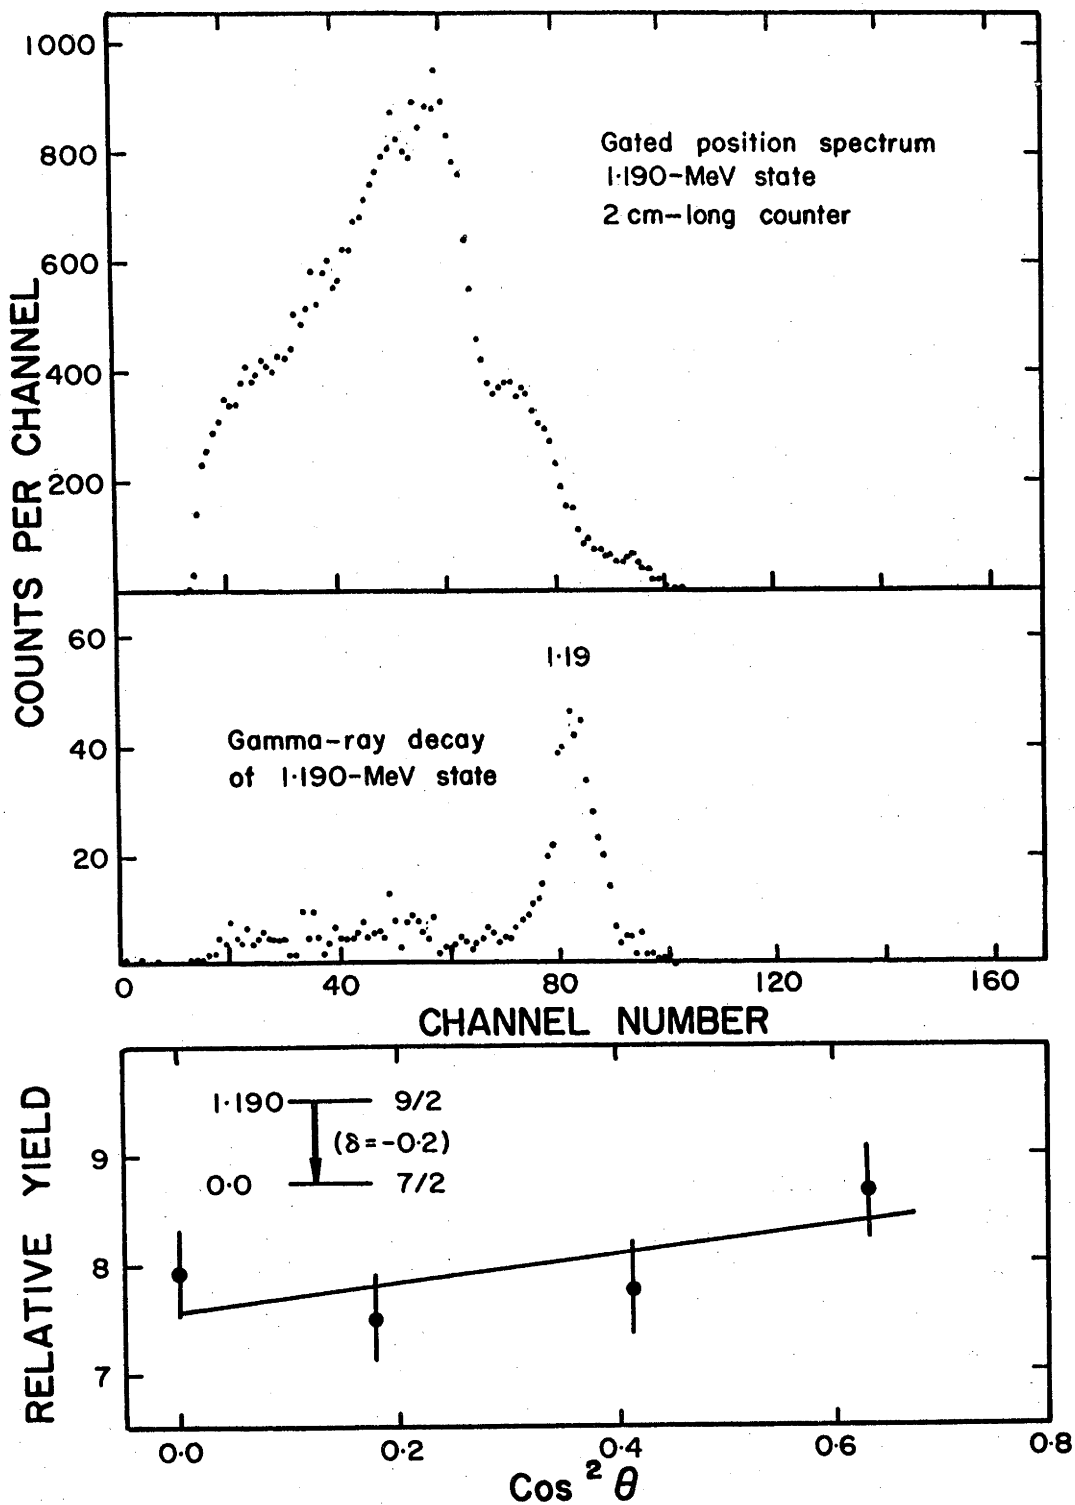 COUNTS PER CHANNEL
1000
800
600
400
200
Gated position spectrum
1·190-MeV state
2 cm-long counter
60
40
20
1·19
Gamma-ray decay
of 1·190-MeV state
0 40 80 120 160
CHANNEL NUMBER
RELATIVE YIELD
9
8
7
1·190 9/2
(δ=-0·2)
0·0 7/2
0·0 0·2 0·4 0·6 0·8
Cos² θ